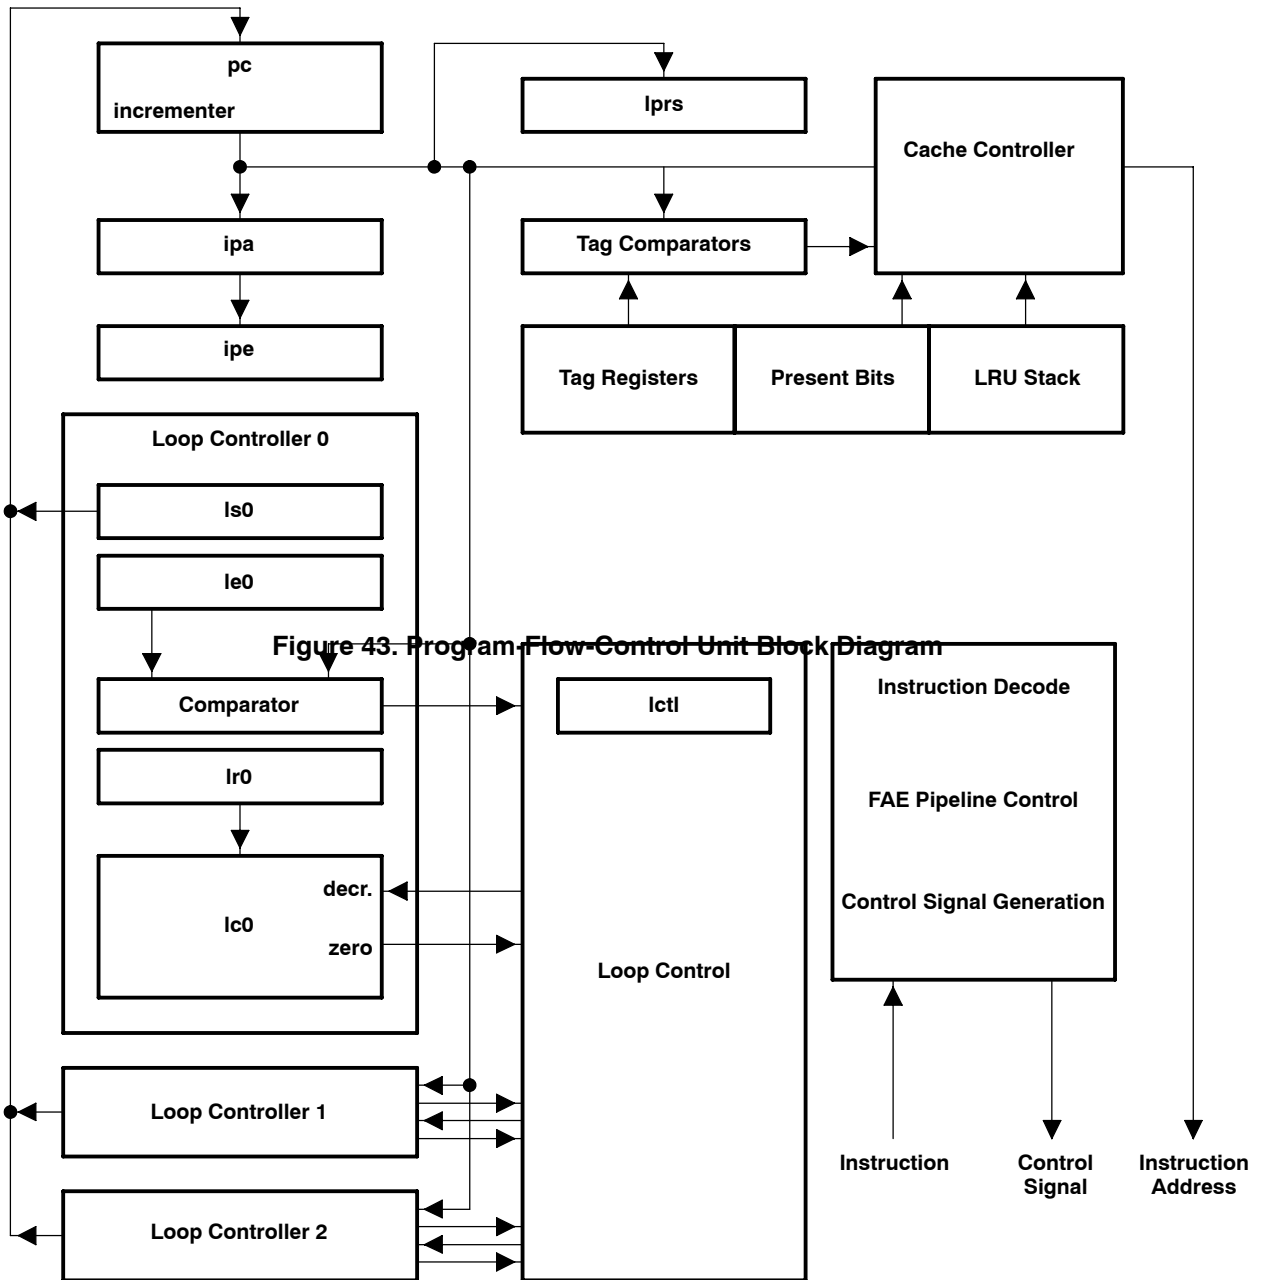 pc
incrementer
lprs
Cache Controller
ipa
Tag Comparators
ipe
Tag Registers
Present Bits
LRU Stack
Loop Controller 0
ls0
le0
Figure 43. Program-Flow-Control Unit Block Diagram
Comparator
lctl
Instruction Decode
lr0
FAE Pipeline Control
decr.
lc0
zero
Control Signal Generation
Loop Control
Loop Controller 1
Instruction
Control
Signal
Instruction
Address
Loop Controller 2